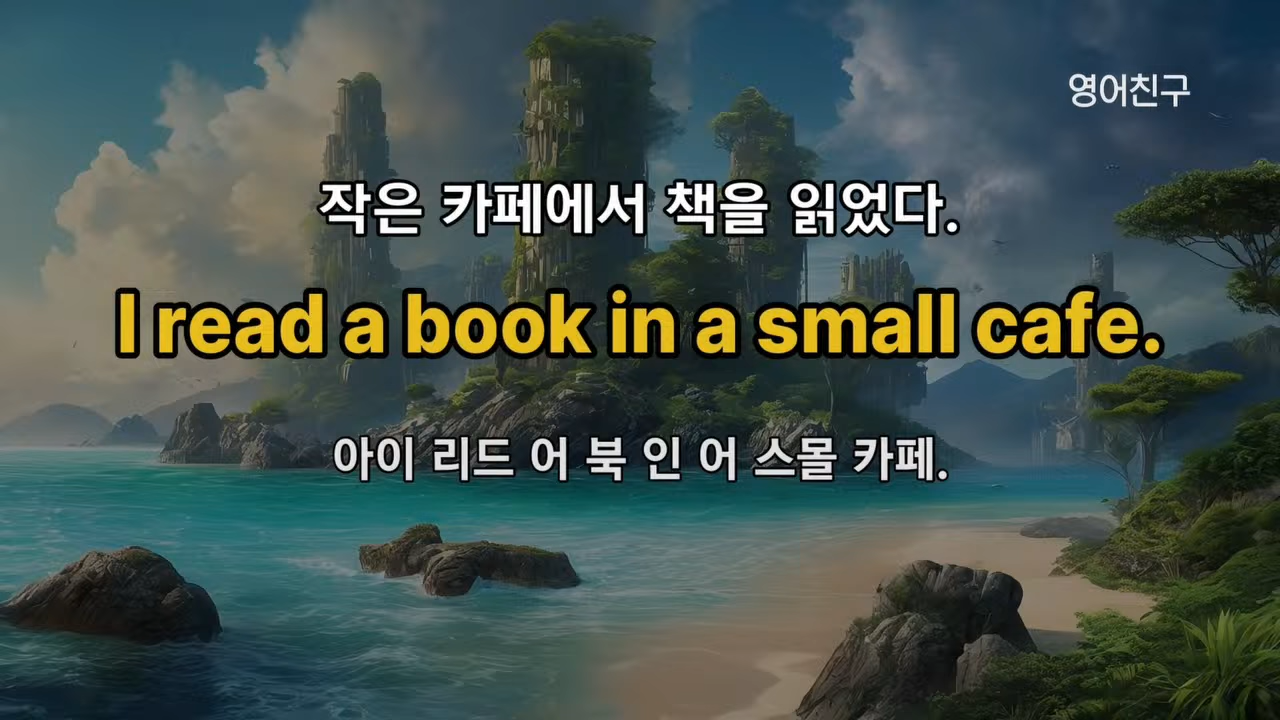 영어친구
작은 카페에서 책을 읽었다.
I read a book in a small cafe.
아이 리드 어 북 인 어 스몰 카페.